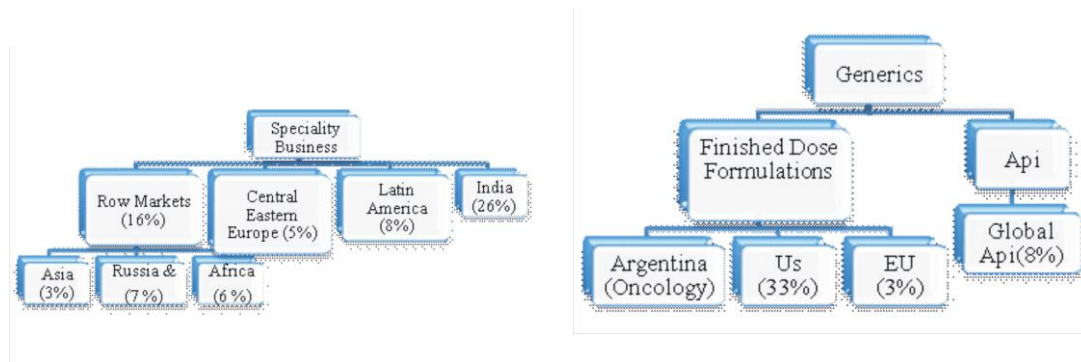 Speciality
Business
Row Markets
(16%)
Central
Eastern
Europe (5%)
Latin
America
(8%)
India
(26%)
Asia
(3%)
Russia &
(7%)
Africa
(6%)
Generics
Finished Dose
Formulations
Api
Argentina
(Oncology)
Us
(33%)
EU
(3%)
Global
Api(8%)